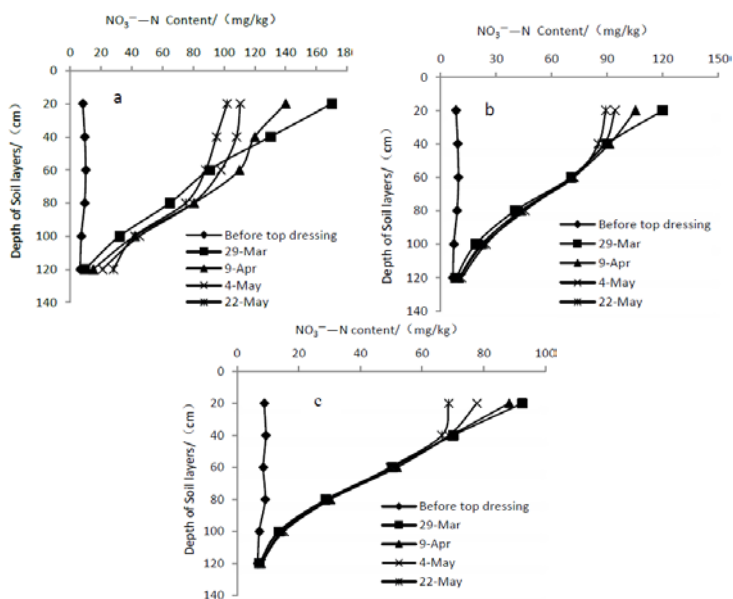 NO₃⁻—N Content/（mg/kg）
0 20 40 60 80 100 120 140 160 180
0
20
40
60
80
100
120
140
Depth of Soil layers/（cm）
a
Before top dressing
29-Mar
9-Apr
4-May
22-May
NO₃⁻—N Content/（mg/kg）
0 30 60 90 120 150
0
20
40
60
80
100
120
140
Depth of Soil layers/（cm）
b
Before top dressing
29-Mar
9-Apr
4-May
22-May
NO₃⁻—N content/（mg/kg）
0 20 40 60 80 100
0
20
40
60
80
100
120
140
Depth of Soil layers/（cm）
c
Before top dressing
29-Mar
9-Apr
4-May
22-May